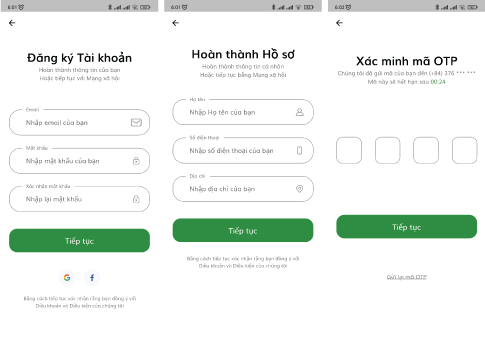 6:01
Đăng ký Tài khoản
Hoàn thành thông tin của bạn
Hoặc tiếp tục với Mạng xã hội
Email
Nhập email của bạn
Mật khẩu
Nhập mật khẩu của bạn
Xác nhận mật khẩu
Nhập lại mật khẩu
Tiếp tục
G f
Bằng cách tiếp tục xác nhận rằng bạn đồng ý với
Điều khoản và Điều kiện của chúng tôi
6:01
Hoàn thành Hồ sơ
Hoàn thành thông tin cá nhân
Hoặc tiếp tục bằng Mạng xã hội
Họ tên
Nhập Họ tên của bạn
Số điện thoại
Nhập số điện thoại của bạn
Địa chỉ
Nhập địa chỉ của bạn
Tiếp tục
Bằng cách tiếp tục xác nhận rằng bạn đồng ý với
Điều khoản và Điều kiện của chúng tôi
6:02
Xác minh mã OTP
Chúng tôi đã gửi mã của bạn đến (+84) 376 *** ***
Mã này sẽ hết hạn sau 00:24
Tiếp tục
Gửi lại mã OTP